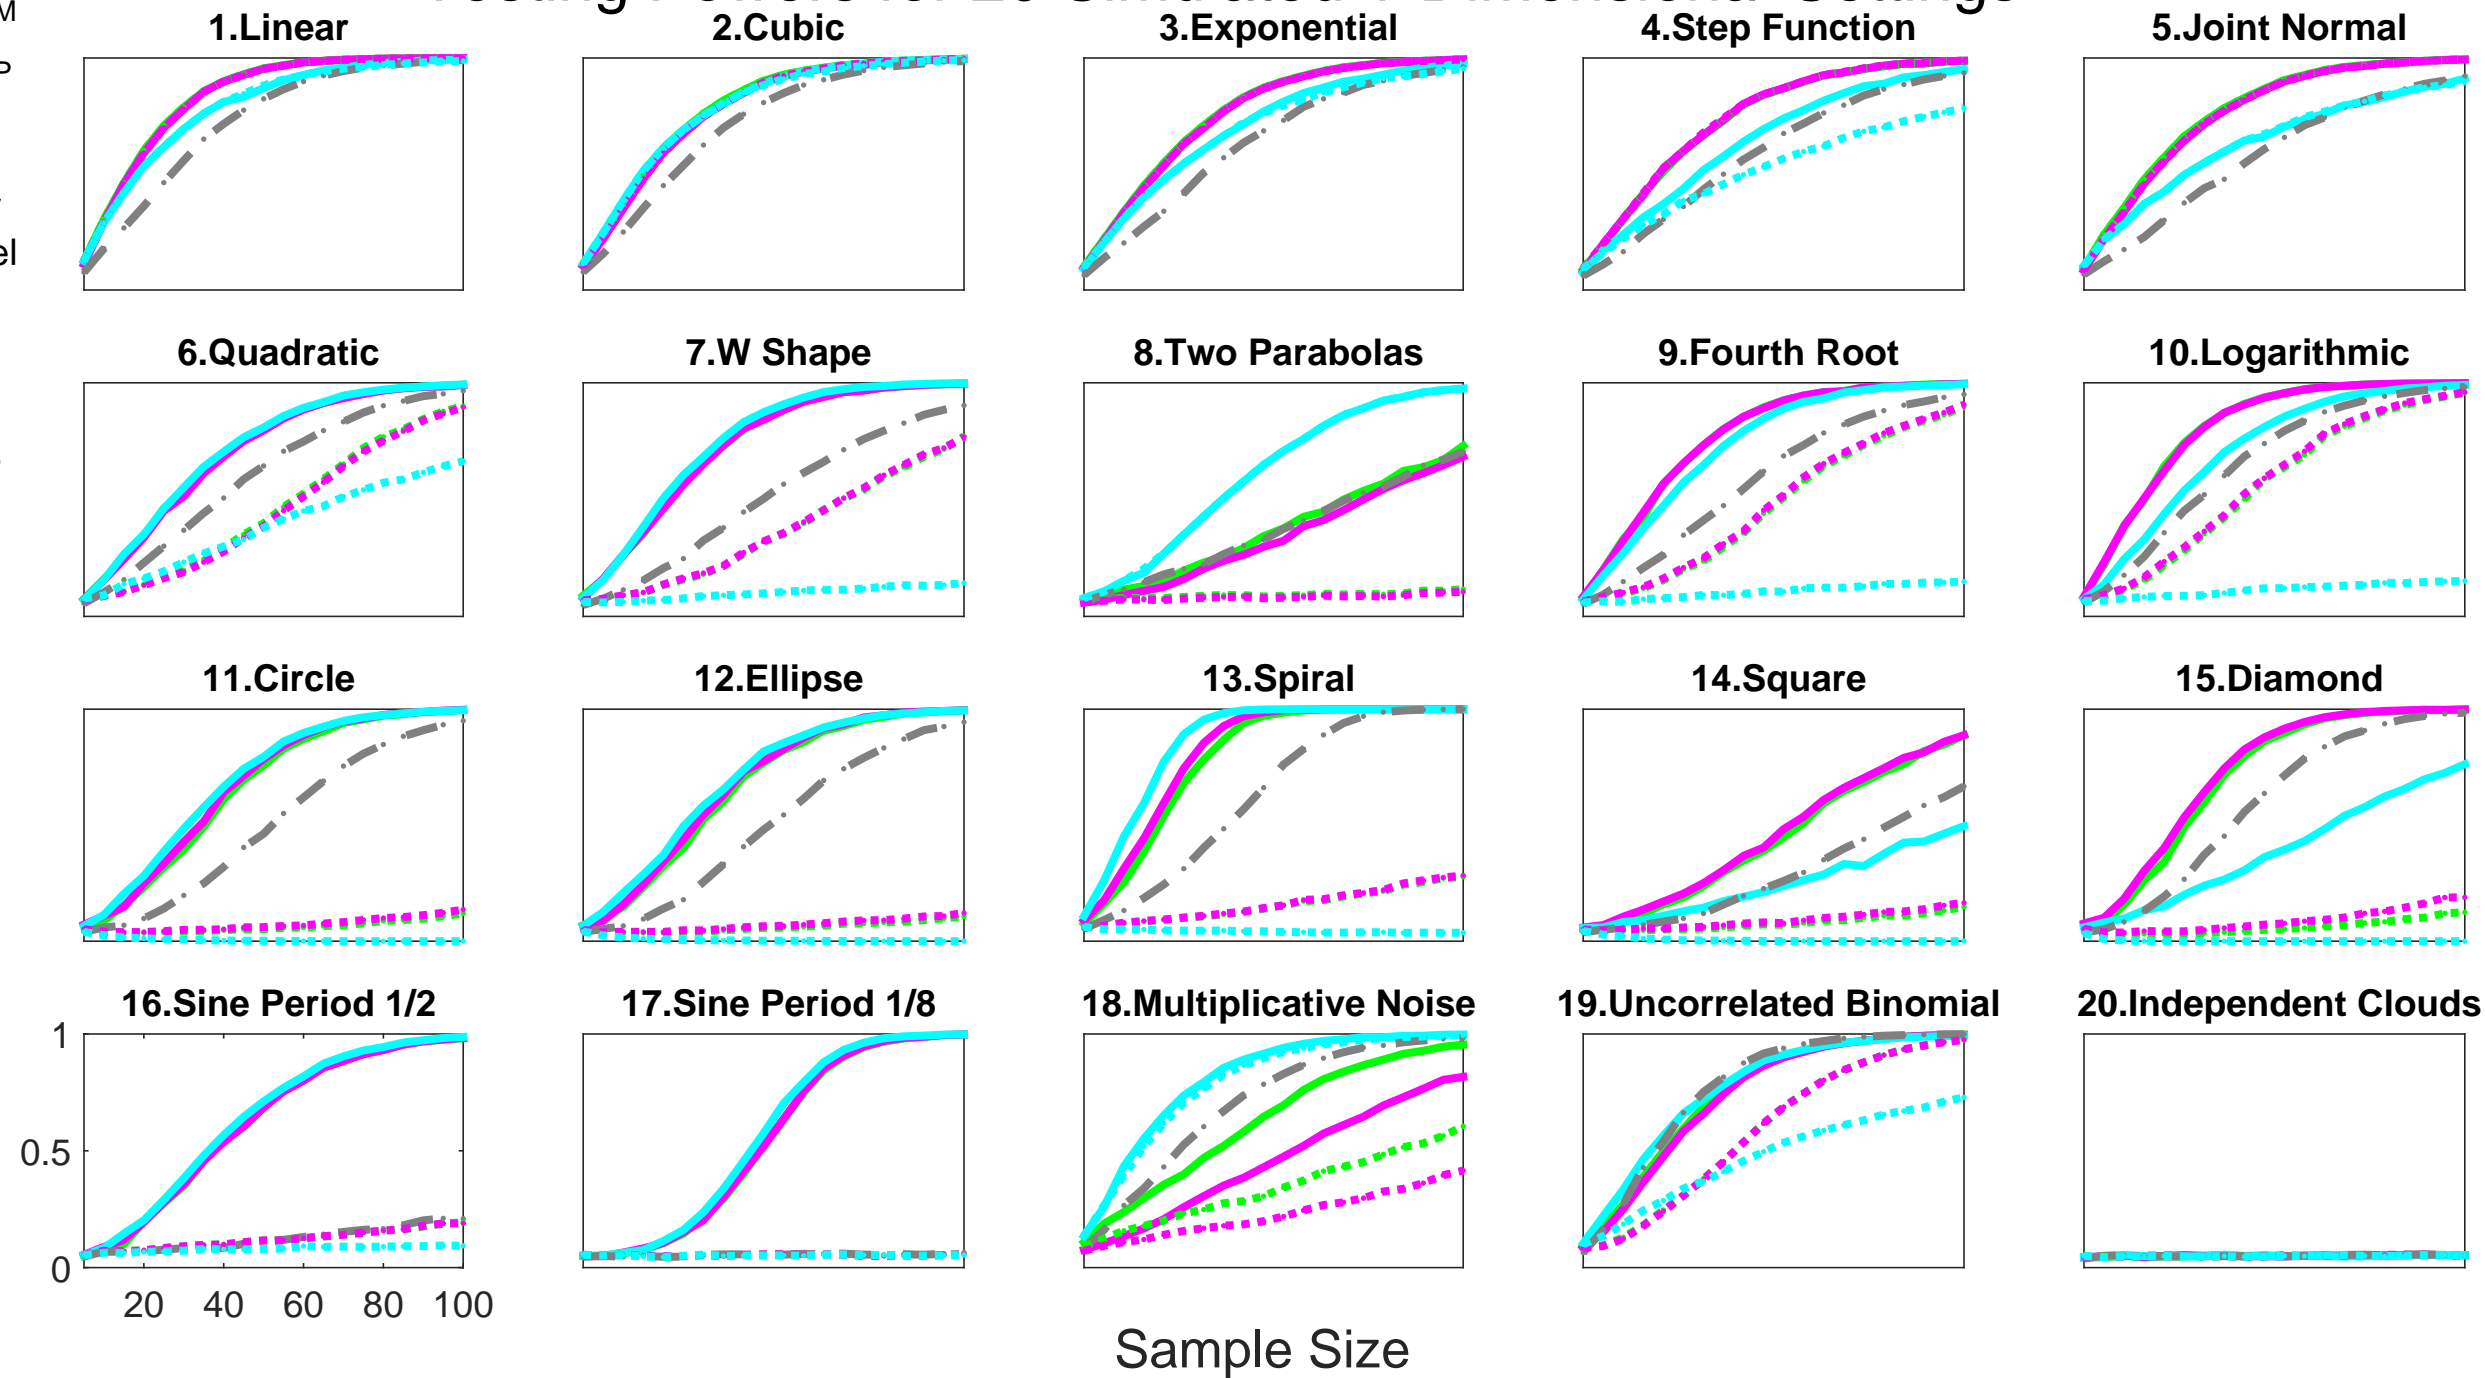 1.Linear 2.Cubic 3.Exponential 4.Step Function 5.Joint Normal
6.Quadratic 7.W Shape 8.Two Parabolas 9.Fourth Root 10.Logarithmic
11.Circle 12.Ellipse 13.Spiral 14.Square 15.Diamond
16.Sine Period 1/2 17.Sine Period 1/8 18.Multiplicative Noise 19.Uncorrelated Binomial 20.Independent Clouds
1
0.5
0
20 40 60 80 100
Sample Size